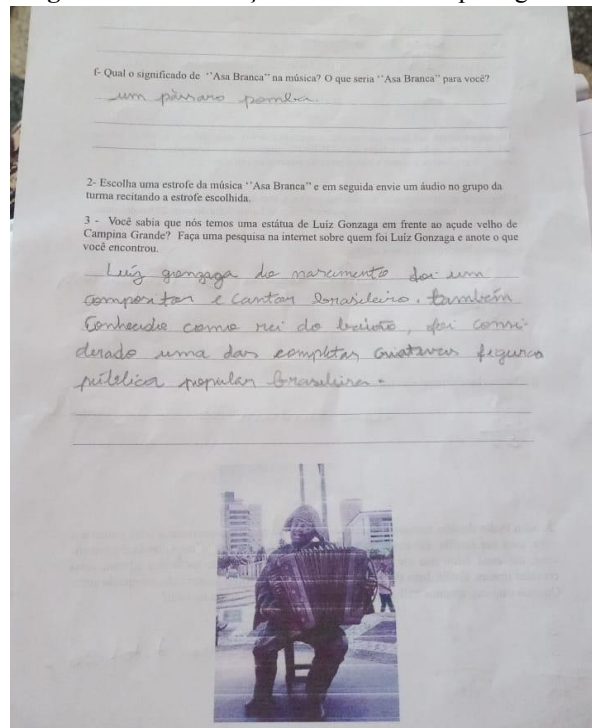 f- Qual o significado de ‘’Asa Branca” na música? O que seria ‘’Asa Branca” para você?
um pássaro pomba.
2- Escolha uma estrofe da música ‘’Asa Branca” e em seguida envie um áudio no grupo da
turma recitando a estrofe escolhida.
3 - Você sabia que nós temos uma estátua de Luiz Gonzaga em frente ao açude velho de
Campina Grande? Faça uma pesquisa na internet sobre quem foi Luiz Gonzaga e anote o que
você encontrou.
Luiz gongaga do nascimento foi um
compositor e cantor brasileiro. também
Conhecido como rei do baião, foi consi-
derado uma das completas criativas figuras
pública popular brasileira.